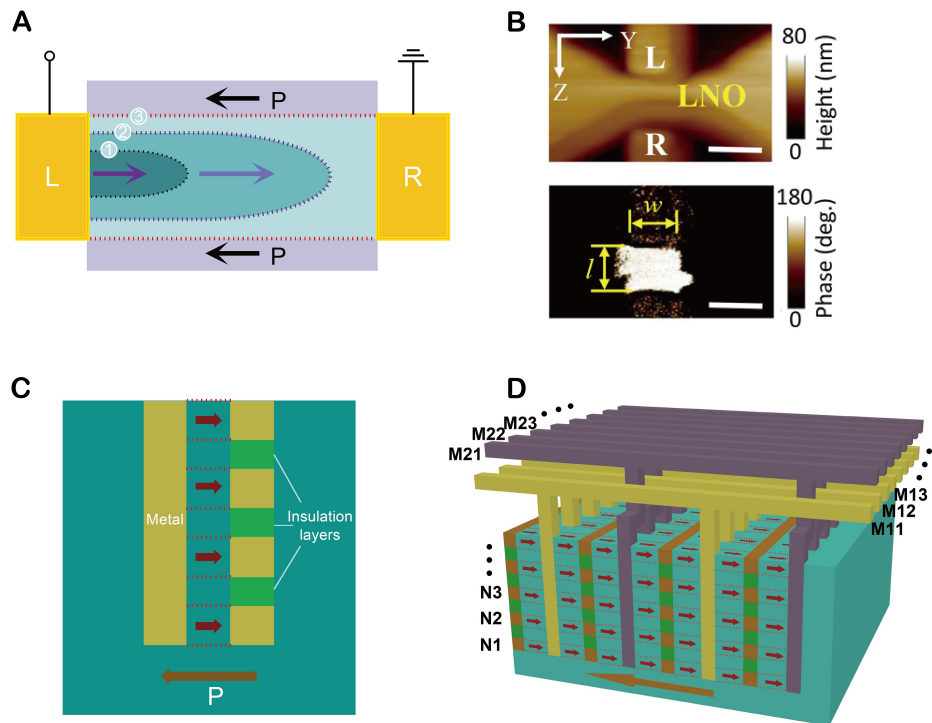 A
P
3
2
1
L
R
P
B
Y
Z
L
LNO
R
80
0
Height (nm)
w
l
180
0
Phase (deg.)
C
Metal
Insulation
layers
P
D
M23
M22
M21
M13
M12
M11
N3
N2
N1